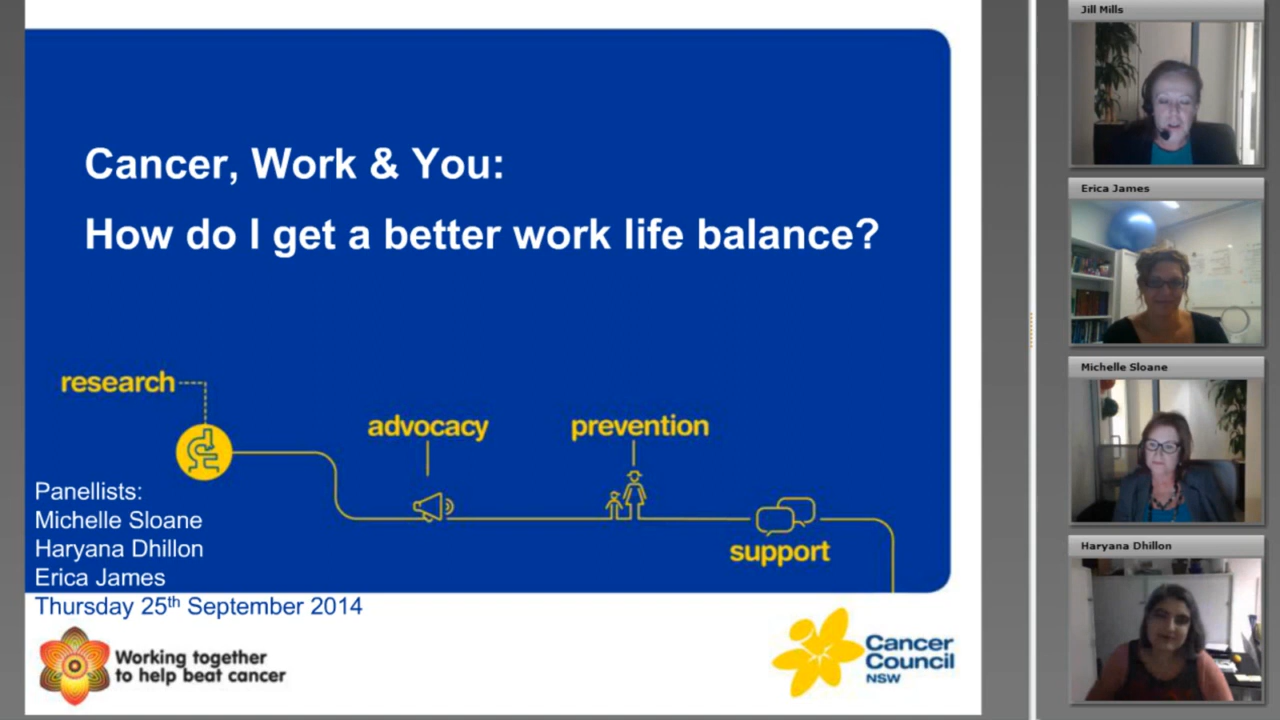 Cancer, Work & You:
How do I get a better work life balance?
research
advocacy
prevention
support
Panellists:
Michelle Sloane
Haryana Dhillon
Erica James
Thursday 25th September 2014
Working together
to help beat cancer
Cancer
Council
NSW
Jill Mills
Erica James
Michelle Sloane
Haryana Dhillon